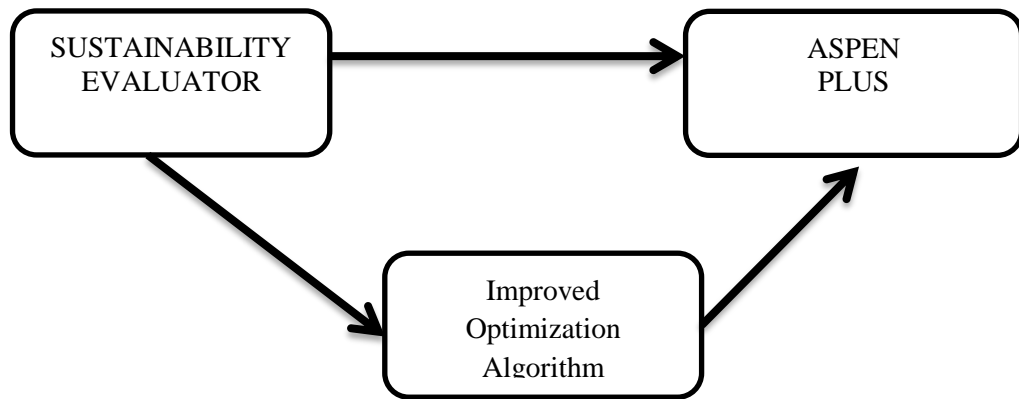 SUSTAINABILITY
EVALUATOR
ASPEN
PLUS
Improved
Optimization
Algorithm